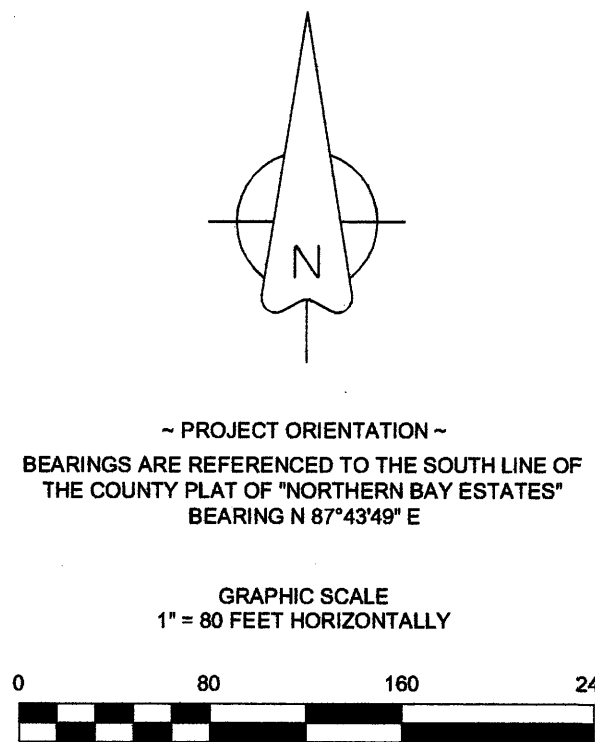 N
~ PROJECT ORIENTATION ~
BEARINGS ARE REFERENCED TO THE SOUTH LINE OF
THE COUNTY PLAT OF "NORTHERN BAY ESTATES"
BEARING N 87°43'49" E
GRAPHIC SCALE
1" = 80 FEET HORIZONTALLY
0 80 160 24